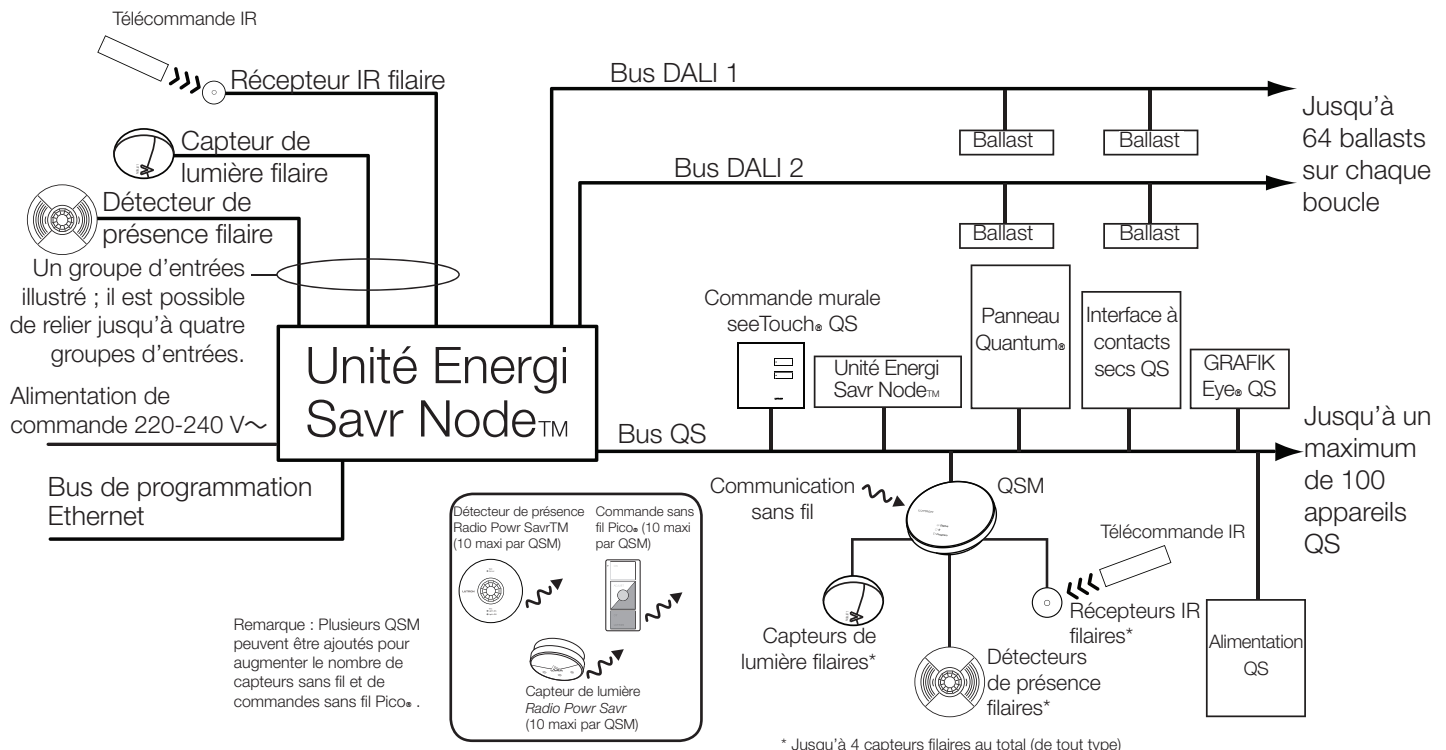 Télécommande IR
Récepteur IR filaire
Capteur de
lumière filaire
Détecteur de
présence filaire
Un groupe d'entrées
illustré ; il est possible
de relier jusqu'à quatre
groupes d'entrées.
Alimentation de
commande 220-240 V~
Bus de programmation
Ethernet
Unité Energi
Savr Node™
Bus DALI 1
Ballast
Ballast
Bus DALI 2
Ballast
Ballast
Jusqu'à
64 ballasts
sur chaque
boucle
Commande murale
seeTouch® QS
Unité Energi
Savr Node™
Panneau
Quantum®
Interface à
contacts
secs QS
GRAFIK
Eye® QS
Bus QS
Jusqu'à un
maximum
de 100
appareils
QS
Communication
sans fil
QSM
Télécommande IR
Récepteurs IR
filaires*
Capteurs de
lumière filaires*
Détecteurs
de présence
filaires*
Alimentation
QS
Détecteur de présence
Radio Powr SavrTM
(10 maxi par QSM)
Commande sans
fil Pico® (10 maxi
par QSM)
Capteur de lumière
Radio Powr Savr
(10 maxi par QSM)
Remarque : Plusieurs QSM
peuvent être ajoutés pour
augmenter le nombre de
capteurs sans fil et de
commandes sans fil Pico® .
* Jusqu'à 4 capteurs filaires au total (de tout type)